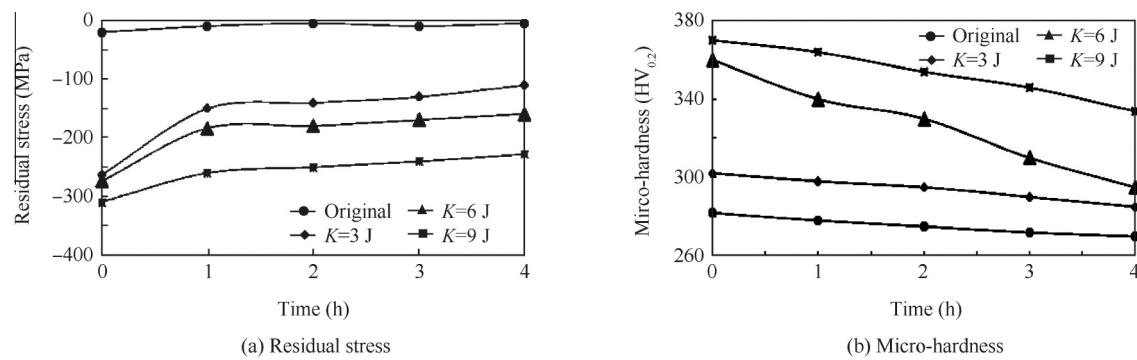 0
−100
−200
−300
−400
Residual stress (MPa)
Original
K=3 J
K=6 J
K=9 J
0 1 2 3 4
Time (h)
(a) Residual stress
380
340
300
260
Mirco-hardness (HV0.2)
Original
K=3 J
K=6 J
K=9 J
0 1 2 3 4
Time (h)
(b) Micro-hardness